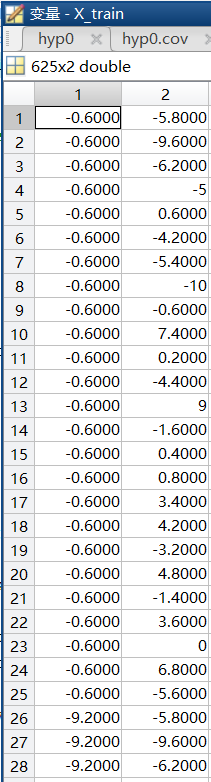 变量 - X_train
hyp0 hyp0.cov
625x2 double
1 2
1 -0.6000 -5.8000
2 -0.6000 -9.6000
3 -0.6000 -6.2000
4 -0.6000 -5
5 -0.6000 0.6000
6 -0.6000 -4.2000
7 -0.6000 -5.4000
8 -0.6000 -10
9 -0.6000 -0.6000
10 -0.6000 7.4000
11 -0.6000 0.2000
12 -0.6000 -4.4000
13 -0.6000 9
14 -0.6000 -1.6000
15 -0.6000 0.4000
16 -0.6000 0.8000
17 -0.6000 3.4000
18 -0.6000 4.2000
19 -0.6000 -3.2000
20 -0.6000 4.8000
21 -0.6000 -1.4000
22 -0.6000 3.6000
23 -0.6000 0
24 -0.6000 6.8000
25 -0.6000 -5.6000
26 -9.2000 -5.8000
27 -9.2000 -9.6000
28 -9.2000 -6.2000